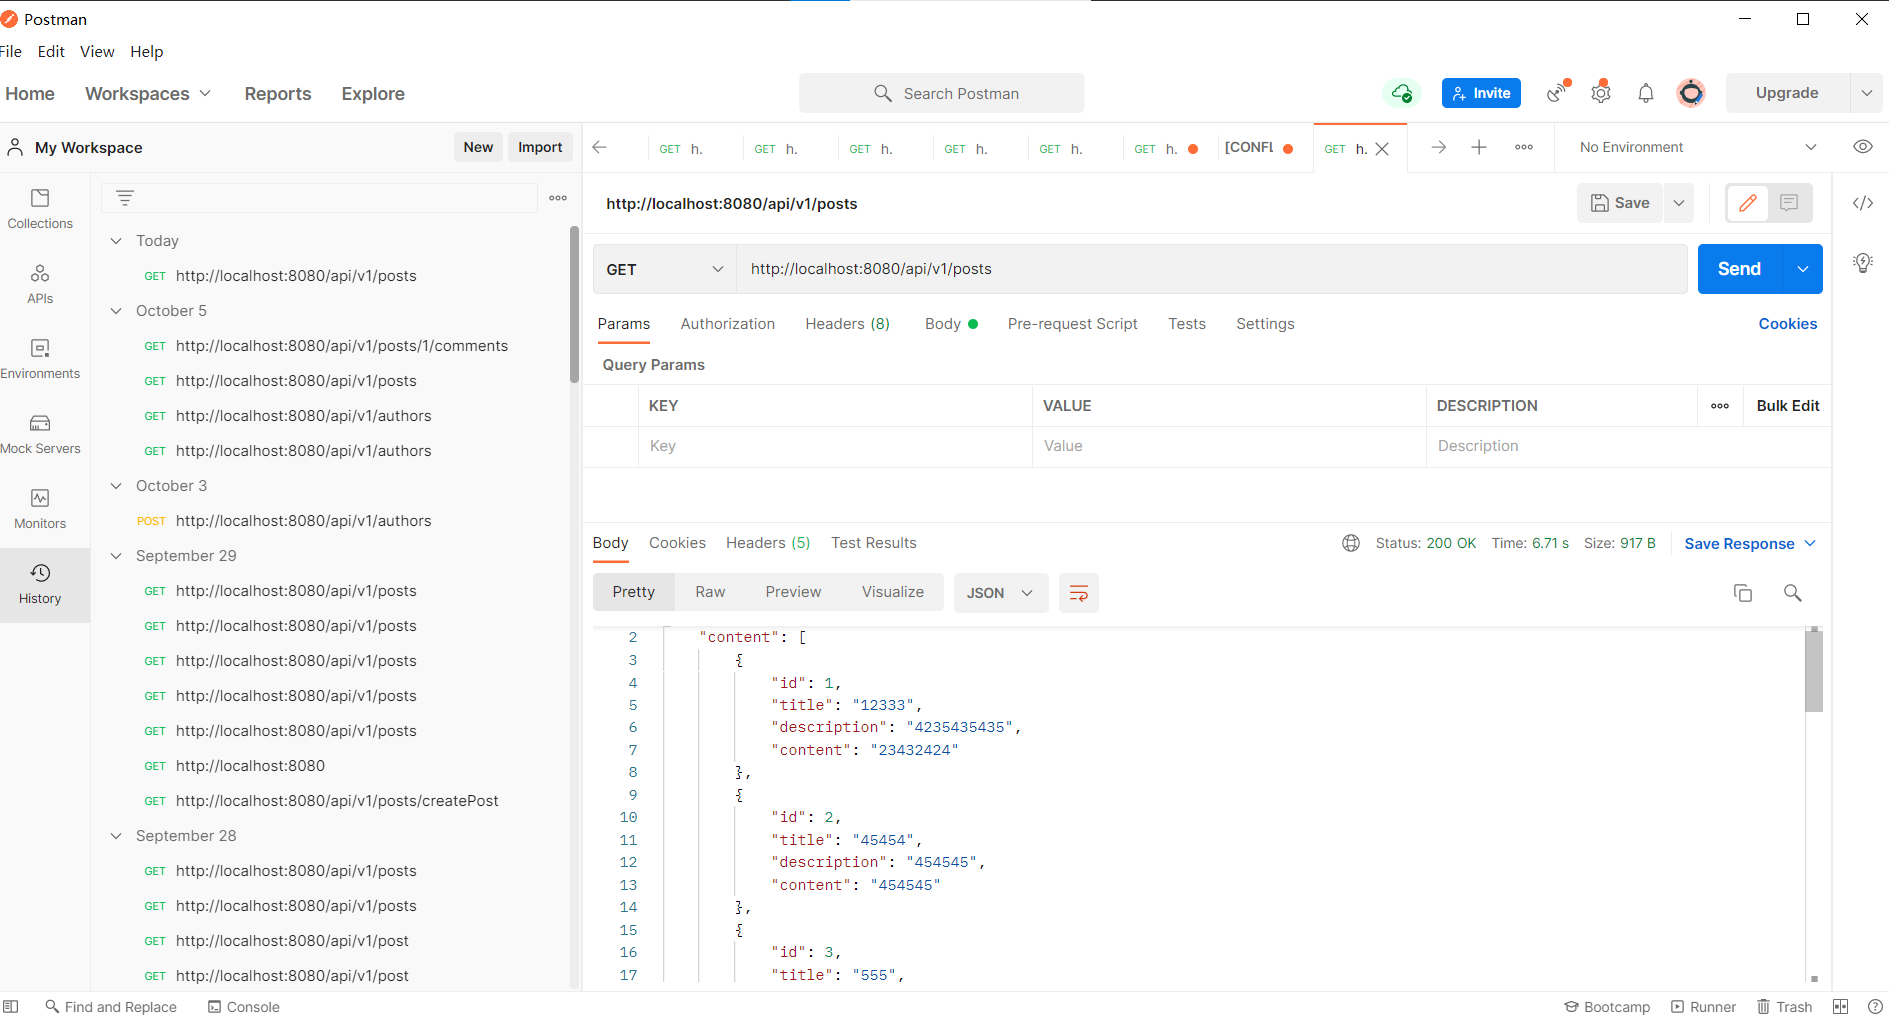 Postman
File Edit View Help
Home Workspaces Reports Explore
Search Postman
Invite
Upgrade
My Workspace
New Import
GET h. GET h. GET h. GET h. GET h. GET h. [CONFL GET h.
No Environment
Collections
APIs
Environments
Mock Servers
Monitors
History
Today
GET http://localhost:8080/api/v1/posts
October 5
GET http://localhost:8080/api/v1/posts/1/comments
GET http://localhost:8080/api/v1/posts
GET http://localhost:8080/api/v1/authors
GET http://localhost:8080/api/v1/authors
October 3
POST http://localhost:8080/api/v1/authors
September 29
GET http://localhost:8080/api/v1/posts
GET http://localhost:8080/api/v1/posts
GET http://localhost:8080/api/v1/posts
GET http://localhost:8080/api/v1/posts
GET http://localhost:8080/api/v1/posts
GET http://localhost:8080
GET http://localhost:8080/api/v1/posts/createPost
September 28
GET http://localhost:8080/api/v1/posts
GET http://localhost:8080/api/v1/posts
GET http://localhost:8080/api/v1/post
GET http://localhost:8080/api/v1/post
http://localhost:8080/api/v1/posts
Save
GET http://localhost:8080/api/v1/posts
Send
Params Authorization Headers (8) Body Pre-request Script Tests Settings Cookies
Query Params
KEY VALUE DESCRIPTION Bulk Edit
Key Value Description
Body Cookies Headers (5) Test Results
Status: 200 OK Time: 6.71 s Size: 917 B Save Response
Pretty Raw Preview Visualize JSON
2 "content": [
3 {
4 "id": 1,
5 "title": "12333",
6 "description": "4235435435",
7 "content": "23432424"
8 },
9 {
10 "id": 2,
11 "title": "45454",
12 "description": "454545",
13 "content": "454545"
14 },
15 {
16 "id": 3,
17 "title": "555",
Find and Replace Console
Bootcamp Runner Trash